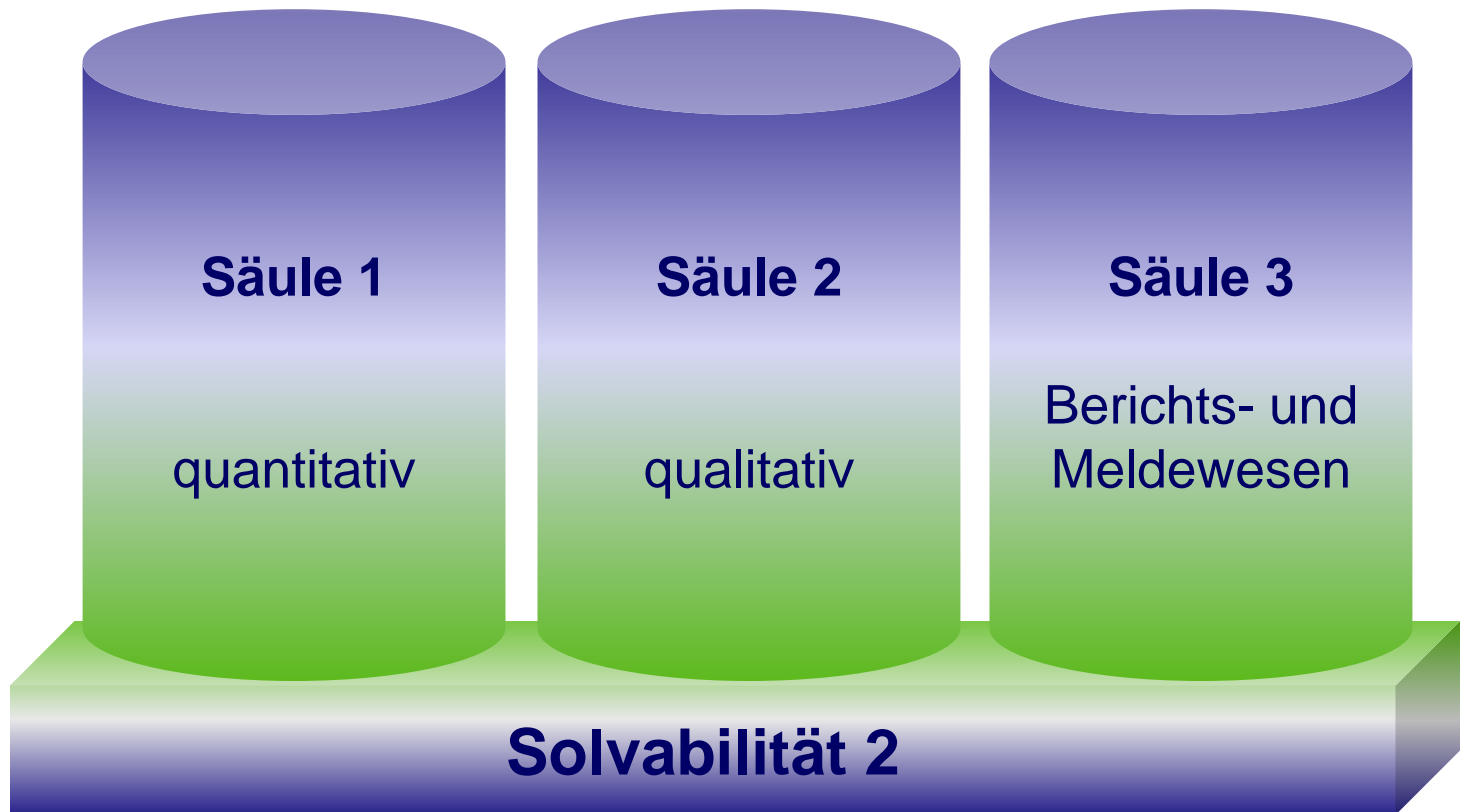 Säule 1
quantitativ
Säule 2
qualitativ
Säule 3
Berichts- und
Meldewesen
Solvabilität 2